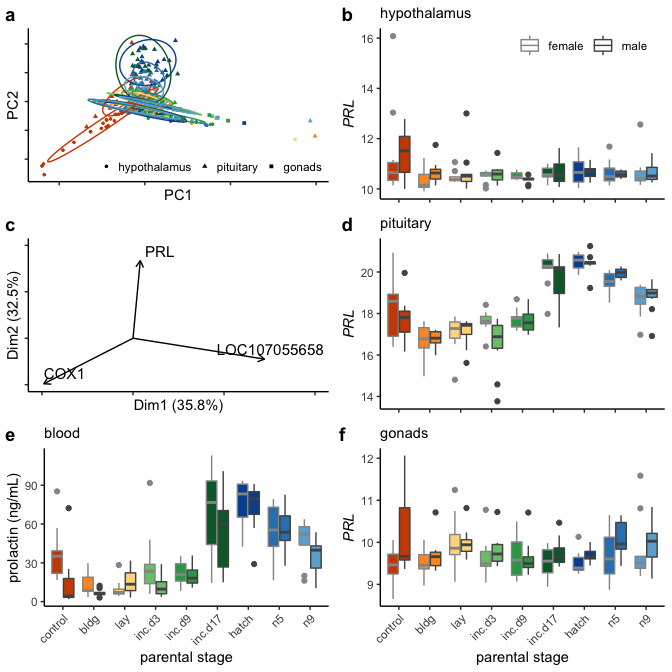 a
PC2
hypothalamus
pituitary
gonads
PC1
b
hypothalamus
female
male
PRL
16
14
12
10
c
PRL
LOC107055658
COX1
Dim2 (32.5%)
Dim1 (35.8%)
d
pituitary
PRL
20
18
16
14
e
blood
prolactin (ng/mL)
90
60
30
0
control
bldg
lay
inc.d3
inc.d9
inc.d17
hatch
n5
n9
parental stage
f
gonads
PRL
12
11
10
9
control
bldg
lay
inc.d3
inc.d9
inc.d17
hatch
n5
n9
parental stage